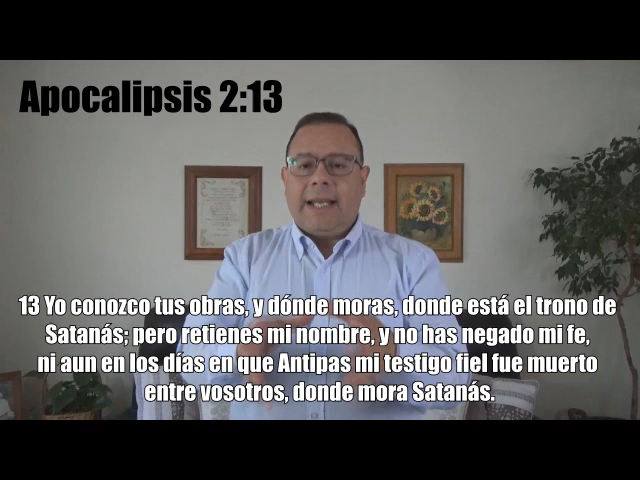 Apocalipsis 2:13
13 Yo conozco tus obras, y dónde moras, donde está el trono de
Satanás; pero retienes mi nombre, y no has negado mi fe,
ni aun en los días en que Antipas mi testigo fiel fue muerto
entre vosotros, donde mora Satanás.